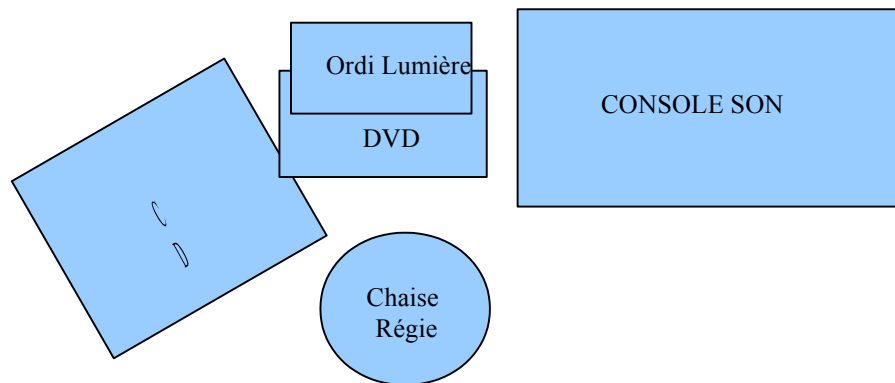 Ordi Lumière
CONSOLE SON
DVD
C
D
Chaise
Régie